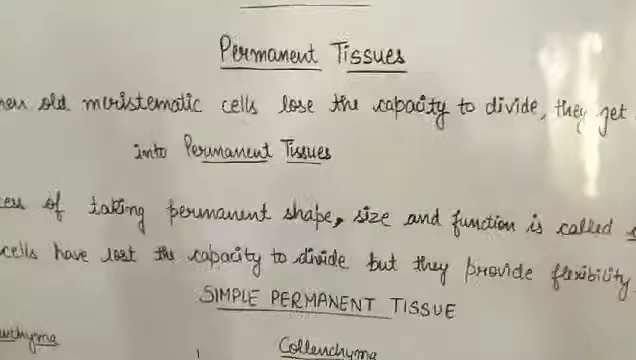 Permanent Tissues
old meristematic cells lose the capacity to divide, they get
into Permanent Tissues
of taking permanent shape, size and function is called
cells have lost the capacity to divide but they provide flexibility
SIMPLE PERMANENT TISSUE
Collenchyma